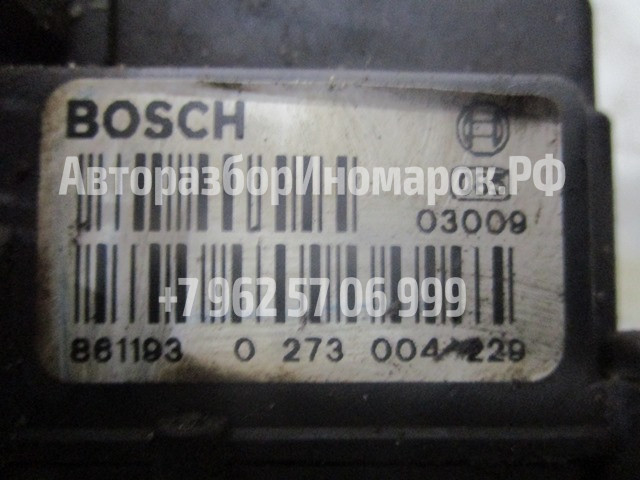 BOSCH
АвторазборИномарок.РФ
03009
+7 962 57 06 999
861193 0 273 004 229